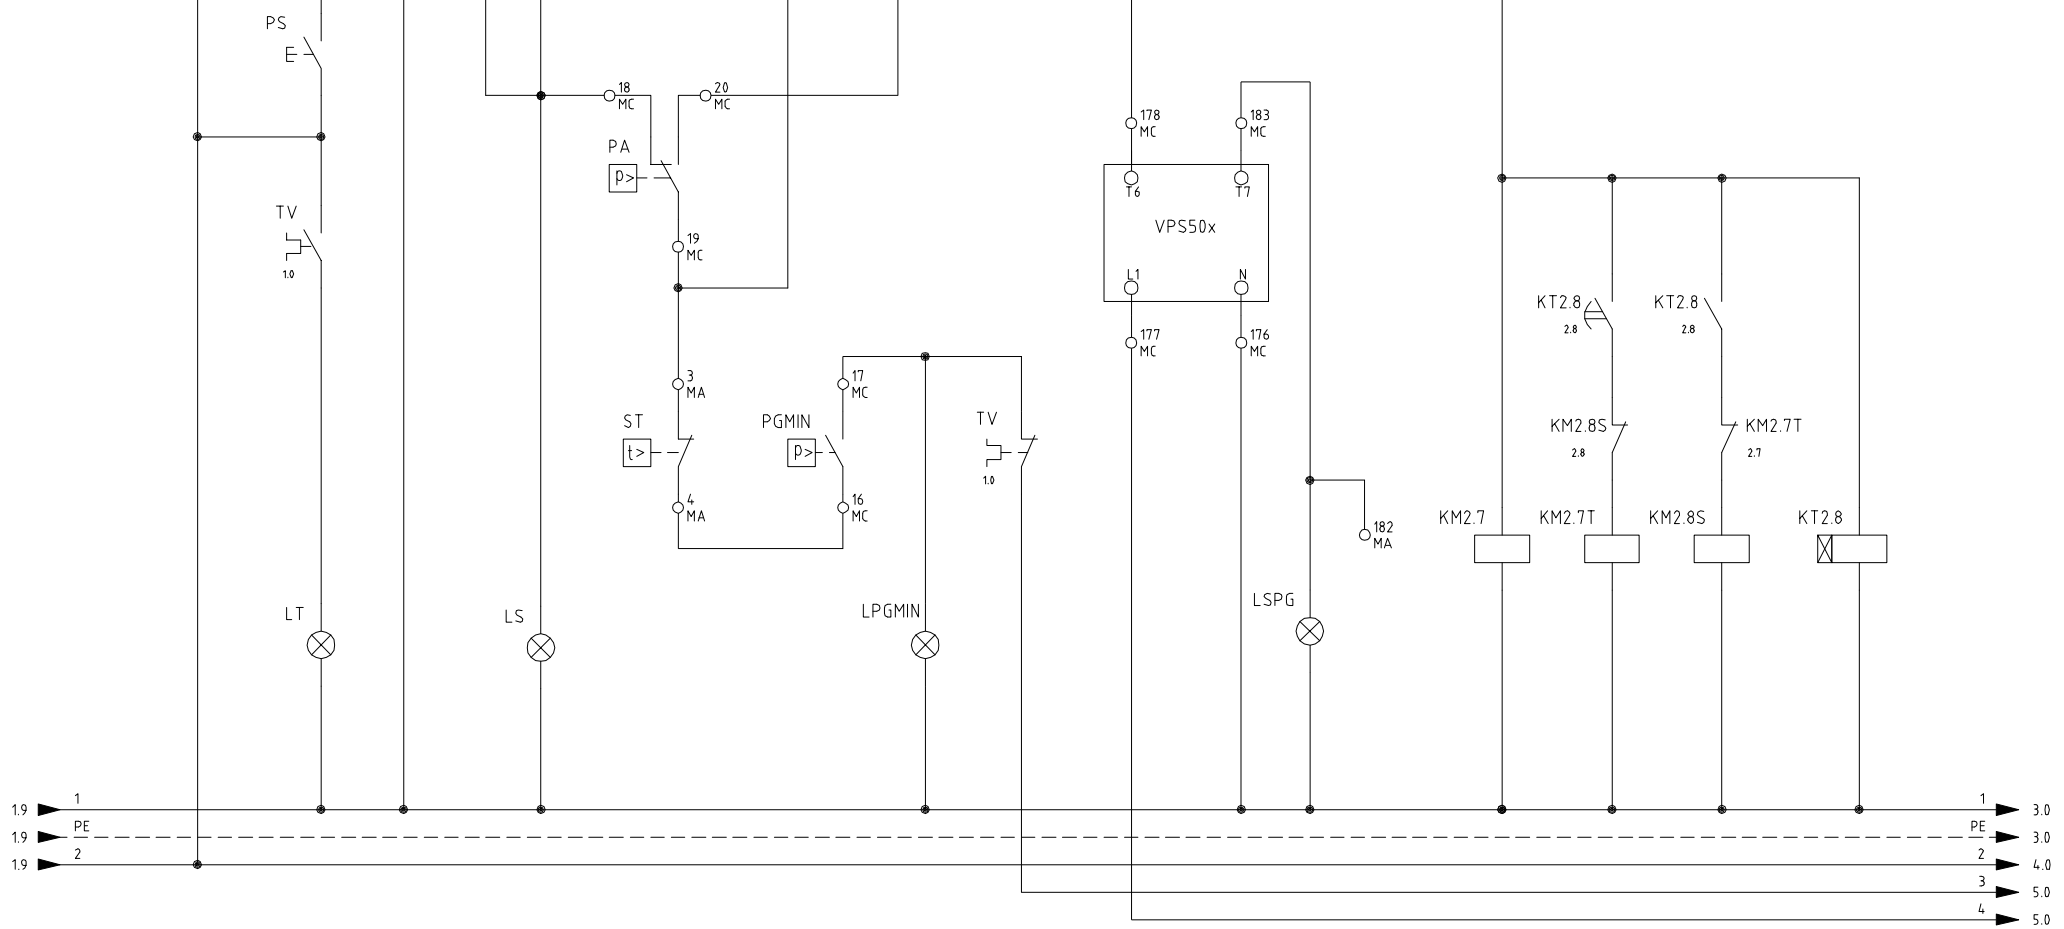 PS
E
18
MC
20
MC
178
MC
183
MC
PA
p>
T6
T7
TV
1.0
VPS50x
19
MC
L1
N
KT2.8
2.8
KT2.8
2.8
177
MC
176
MC
3
MA
17
MC
ST
t>
PGMIN
p>
TV
1.0
KM2.8S
2.8
KM2.7T
2.7
4
MA
16
MC
182
MA
KM2.7
KM2.7T
KM2.8S
KT2.8
LT
LS
LPGMIN
LSPG
1.9
1
1
3.0
1.9
PE
PE
3.0
1.9
2
2
4.0
3
5.0
4
5.0